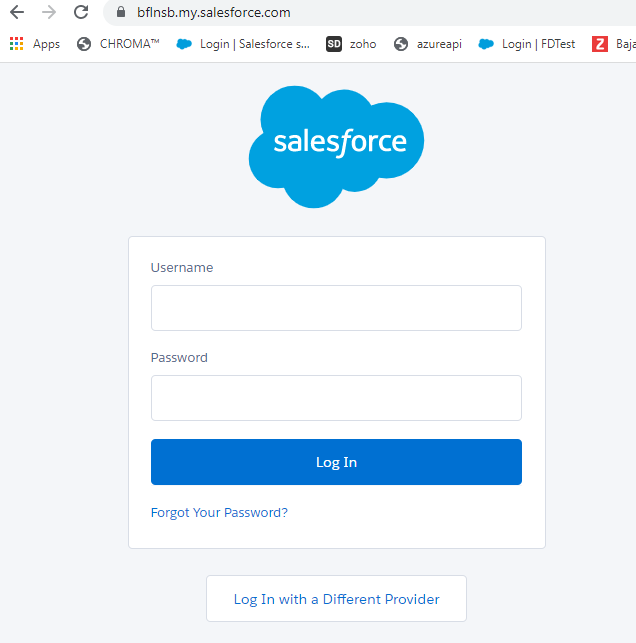 bflnsb.my.salesforce.com
Apps CHROMA™ Login | Salesforce s... SD zoho azureapi Login | FDTest Z Baja
salesforce
Username
Password
Log In
Forgot Your Password?
Log In with a Different Provider